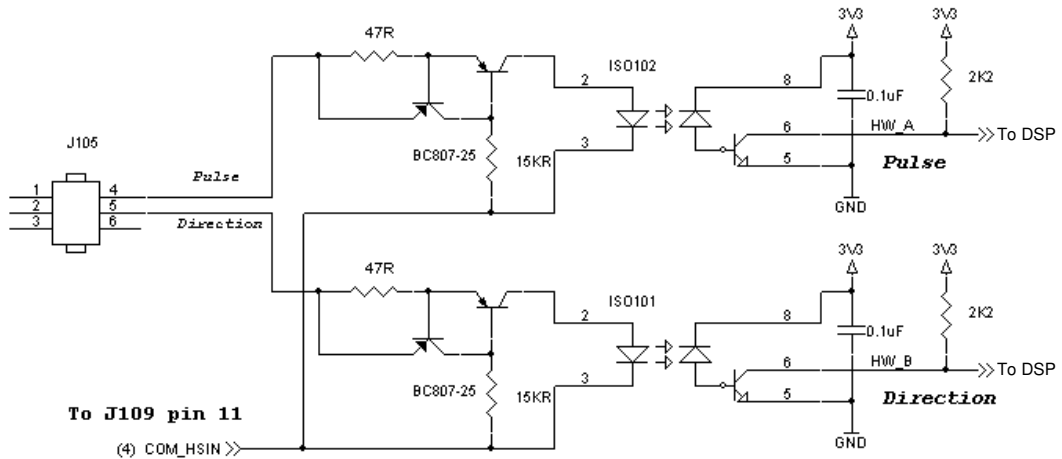 3V3
3V3
47R
ISO102
2
8
2K2
0.1uF
J105
6
HW_A
To DSP
3
BC807-25
15KR
5
Pulse
Pulse
1
4
2
5
3
6
Direction
GND
3V3
3V3
47R
ISO101
2
8
2K2
0.1uF
6
HW_B
To DSP
3
BC807-25
15KR
5
Direction
To J109 pin 11
GND
(4) COM_HSIN